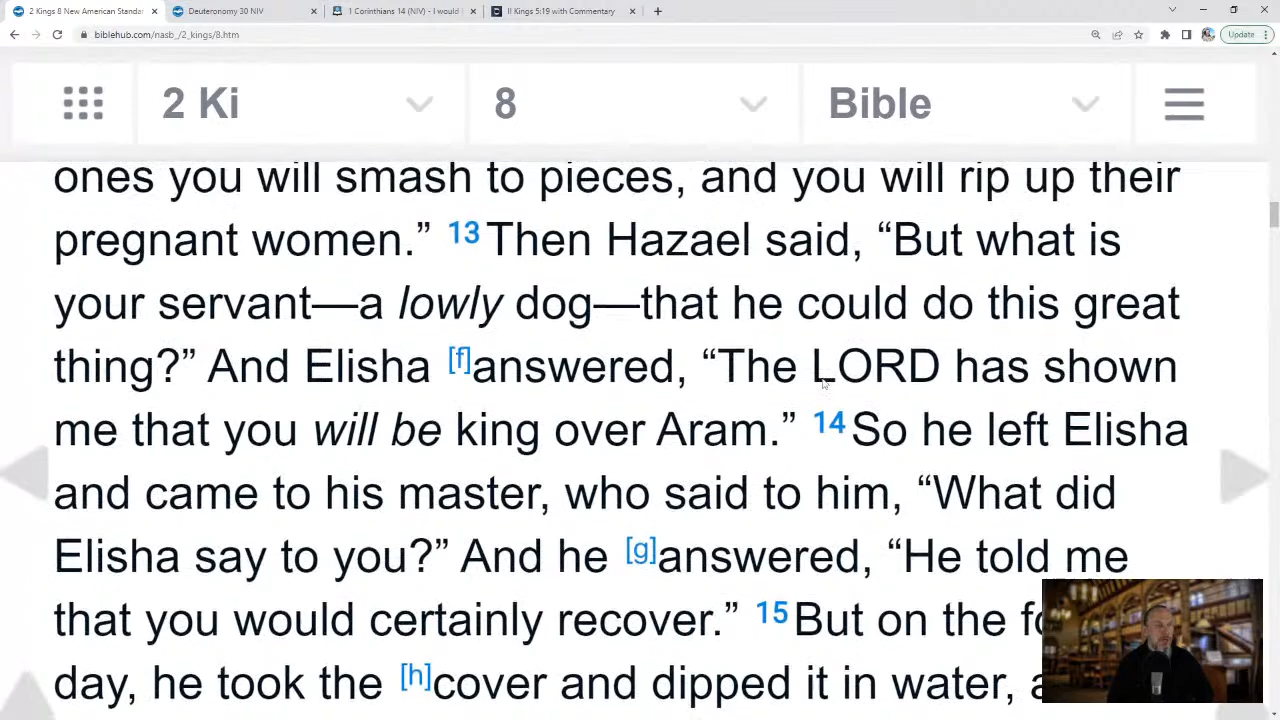 2 Kings 8 New American Standa
Deuteronomy 30 NIV
1 Corinthians 14 (NIV) - I would l
II Kings 5:19 with Commentary
biblehub.com/nasb_/2_kings/8.htm
Update
2 Ki
8
Bible
ones you will smash to pieces, and you will rip up their
pregnant women.” 13 Then Hazael said, “But what is
your servant—a lowly dog—that he could do this great
thing?” And Elisha [f]answered, “The LORD has shown
me that you will be king over Aram.” 14 So he left Elisha
and came to his master, who said to him, “What did
Elisha say to you?” And he [g]answered, “He told me
that you would certainly recover.” 15 But on the fo
day, he took the [h]cover and dipped it in water, a